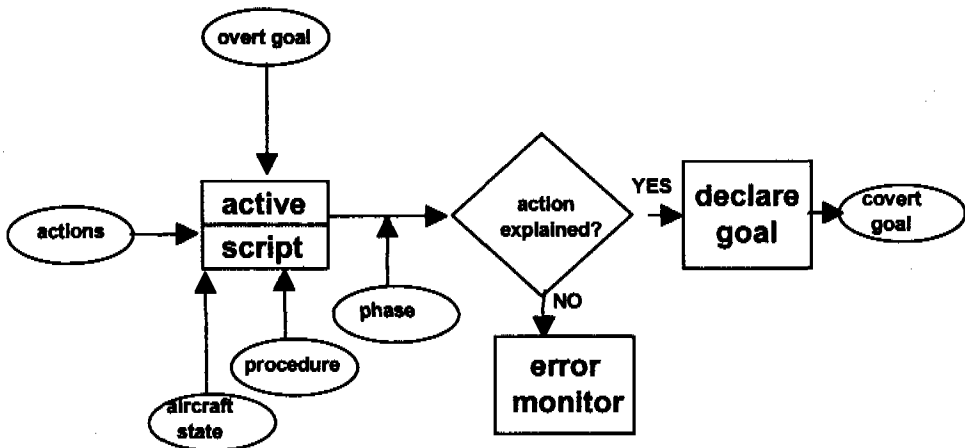 overt goal
active
script
actions
action
explained?
YES
declare
goal
covert
goal
NO
phase
procedure
error
monitor
aircraft
state